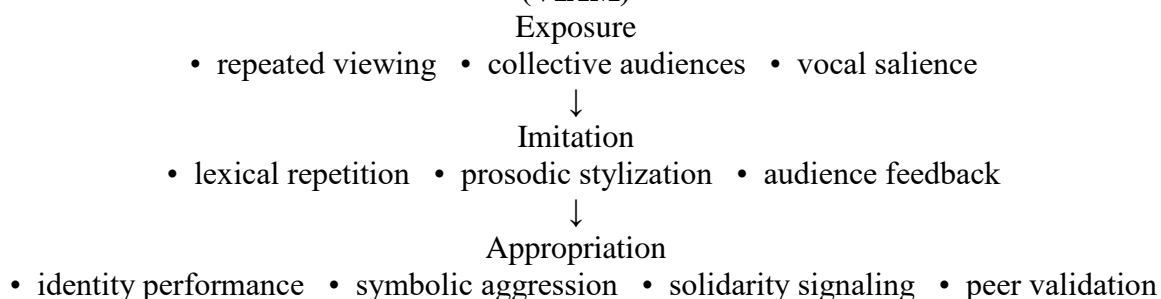 Exposure
• repeated viewing • collective audiences • vocal salience
↓
Imitation
• lexical repetition • prosodic stylization • audience feedback
↓
Appropriation
• identity performance • symbolic aggression • solidarity signaling • peer validation